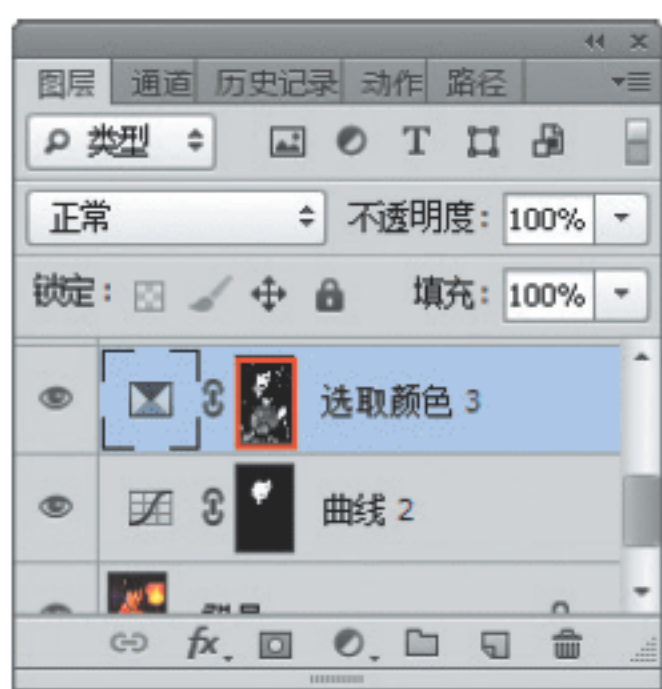 图层 通道 历史记录 动作 路径
类型 T
正常 不透明度: 100%
锁定: 填充: 100%
选取颜色 3
曲线 2
fx